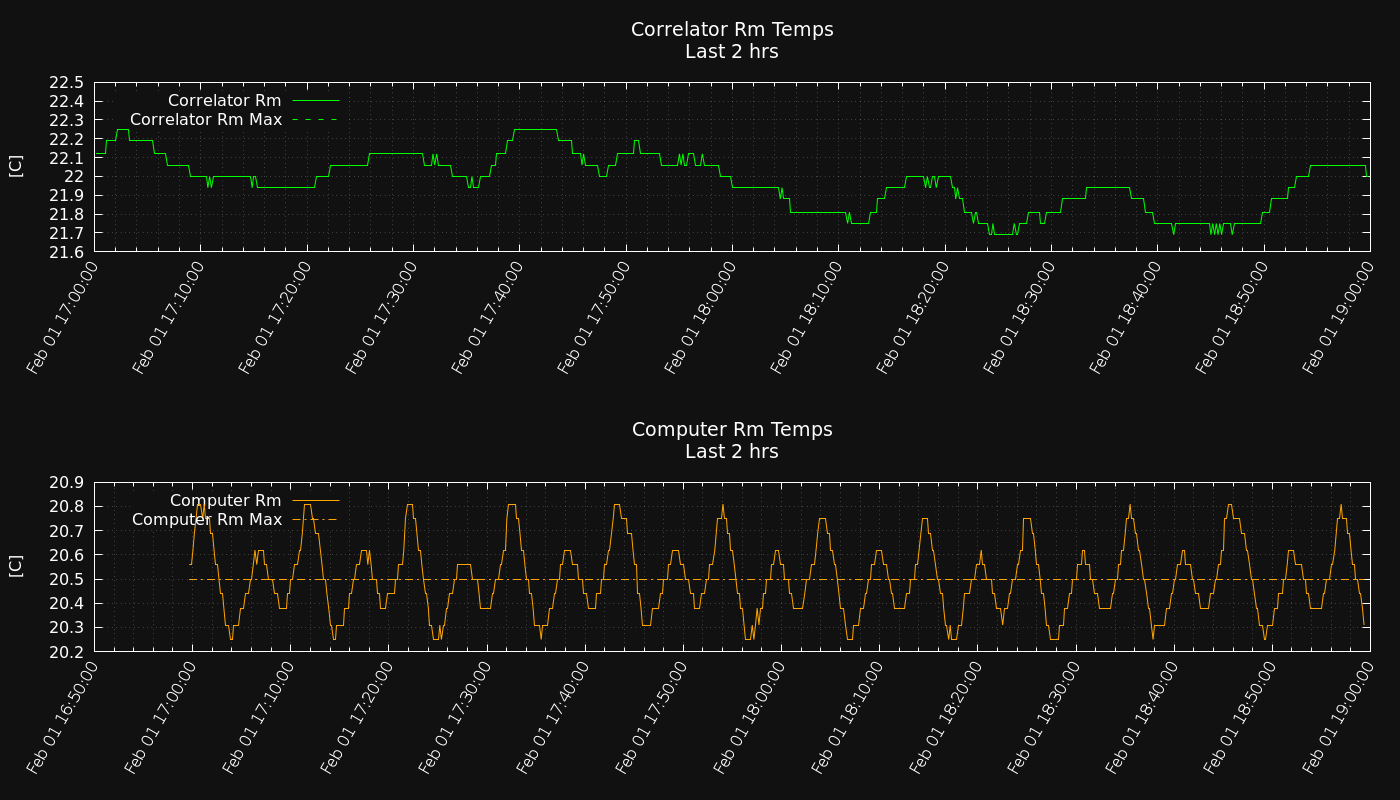 Correlator Rm Temps
Last 2 hrs
22.5
22.4
22.3
22.2
22.1
22
21.9
21.8
21.7
21.6
[C]
Correlator Rm
Correlator Rm Max
Feb 01 17:00:00
Feb 01 17:10:00
Feb 01 17:20:00
Feb 01 17:30:00
Feb 01 17:40:00
Feb 01 17:50:00
Feb 01 18:00:00
Feb 01 18:10:00
Feb 01 18:20:00
Feb 01 18:30:00
Feb 01 18:40:00
Feb 01 18:50:00
Feb 01 19:00:00
Computer Rm Temps
Last 2 hrs
20.9
20.8
20.7
20.6
20.5
20.4
20.3
20.2
[C]
Computer Rm
Computer Rm Max
Feb 01 16:50:00
Feb 01 17:00:00
Feb 01 17:10:00
Feb 01 17:20:00
Feb 01 17:30:00
Feb 01 17:40:00
Feb 01 17:50:00
Feb 01 18:00:00
Feb 01 18:10:00
Feb 01 18:20:00
Feb 01 18:30:00
Feb 01 18:40:00
Feb 01 18:50:00
Feb 01 19:00:00